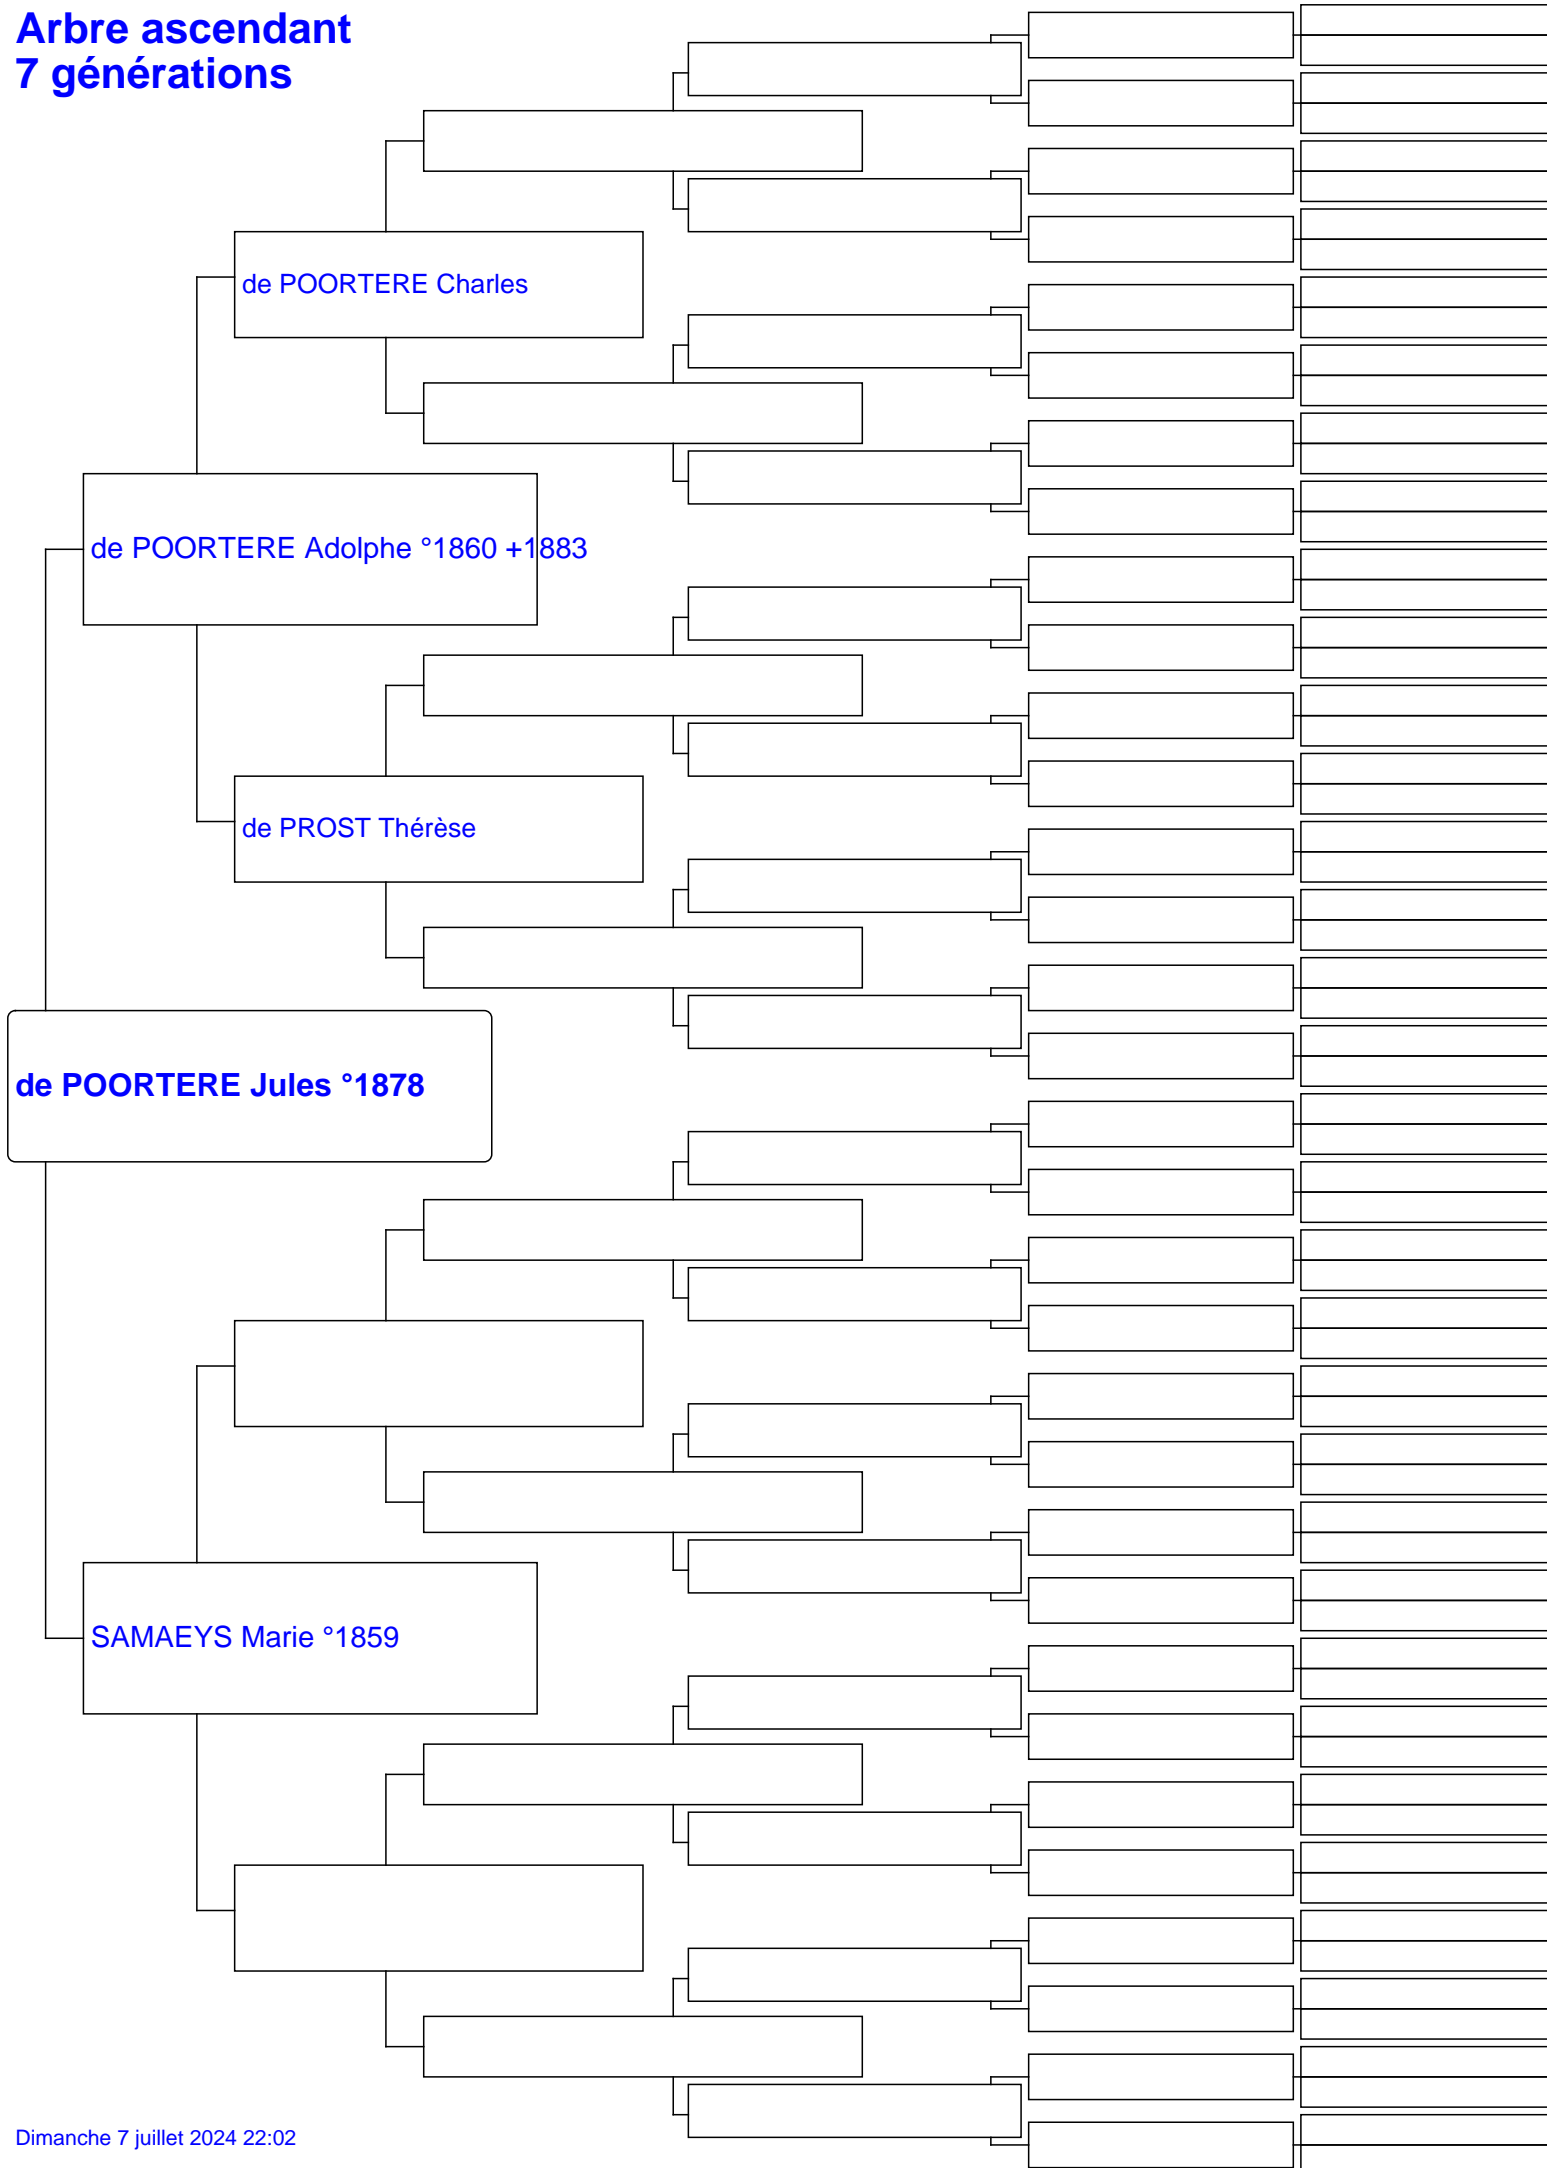 Arbre ascendant
7 générations
de POORTERE Charles
de POORTERE Adolphe °1860 +1883
de PROST Thérèse
de POORTERE Jules °1878
SAMAEYS Marie °1859
Dimanche 7 juillet 2024 22:02